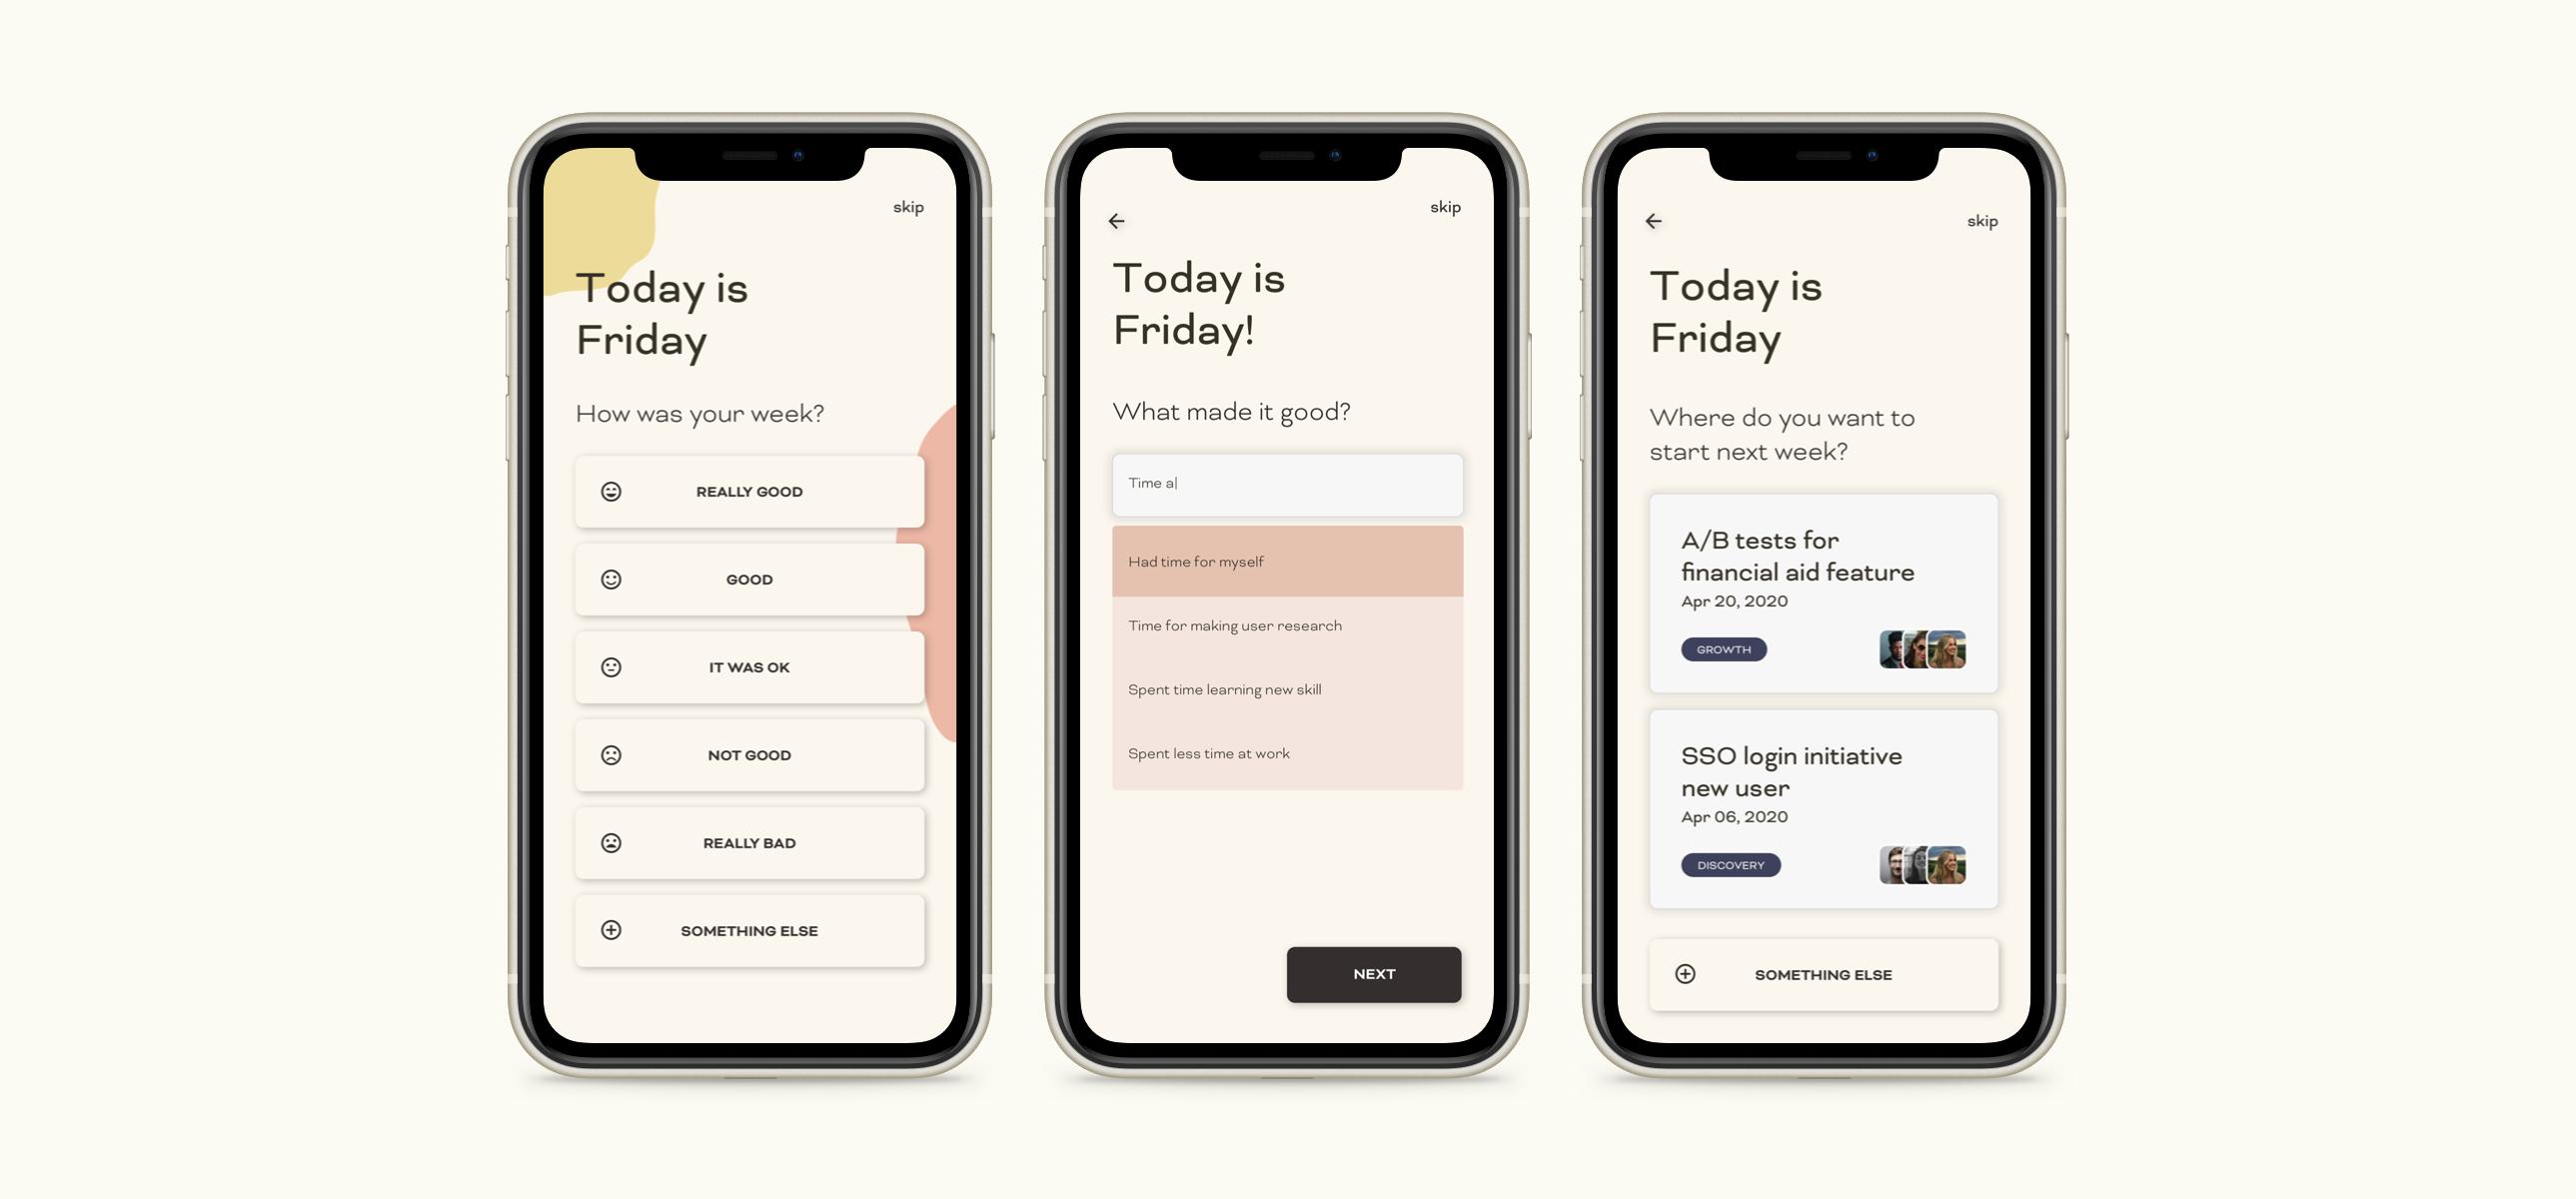 skip
Today is
Friday
How was your week?
REALLY GOOD
GOOD
IT WAS OK
NOT GOOD
REALLY BAD
SOMETHING ELSE
skip
Today is
Friday!
What made it good?
Time a
Had time for myself
Time for making user research
Spent time learning new skill
Spent less time at work
NEXT
skip
Today is
Friday
Where do you want to
start next week?
A/B tests for
financial aid feature
Apr 20, 2020
GROWTH
SSO login initiative
new user
Apr 06, 2020
DISCOVERY
SOMETHING ELSE